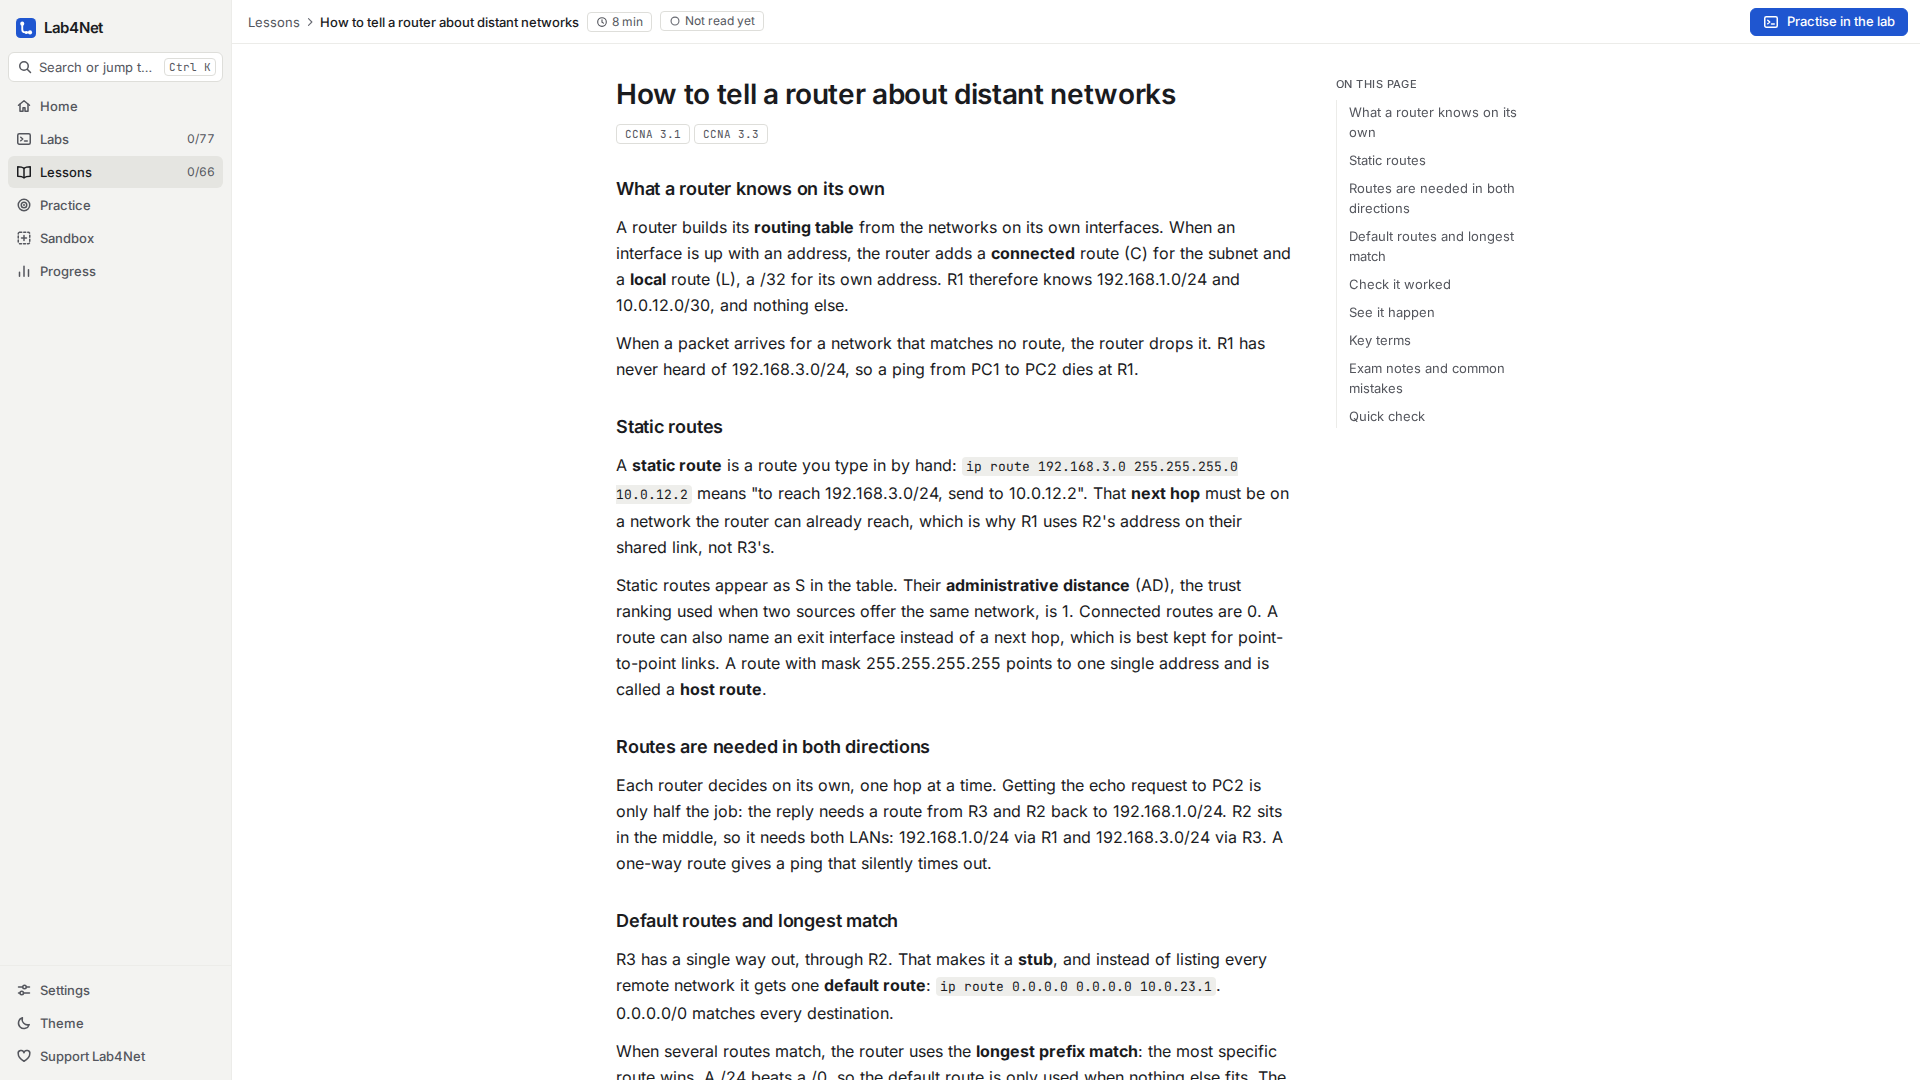 Lab4Net
Search or jump t... Ctrl K
Home
Labs 0/77
Lessons 0/66
Practice
Sandbox
Progress
Settings
Theme
Support Lab4Net
Lessons > How to tell a router about distant networks 8 min Not read yet
Practise in the lab
How to tell a router about distant networks
CCNA 3.1 CCNA 3.3
What a router knows on its own
A router builds its routing table from the networks on its own interfaces. When an
interface is up with an address, the router adds a connected route (C) for the subnet and
a local route (L), a /32 for its own address. R1 therefore knows 192.168.1.0/24 and
10.0.12.0/30, and nothing else.
When a packet arrives for a network that matches no route, the router drops it. R1 has
never heard of 192.168.3.0/24, so a ping from PC1 to PC2 dies at R1.
Static routes
A static route is a route you type in by hand: ip route 192.168.3.0 255.255.255.0
10.0.12.2 means "to reach 192.168.3.0/24, send to 10.0.12.2". That next hop must be on
a network the router can already reach, which is why R1 uses R2's address on their
shared link, not R3's.
Static routes appear as S in the table. Their administrative distance (AD), the trust
ranking used when two sources offer the same network, is 1. Connected routes are 0. A
route can also name an exit interface instead of a next hop, which is best kept for point-
to-point links. A route with mask 255.255.255.255 points to one single address and is
called a host route.
Routes are needed in both directions
Each router decides on its own, one hop at a time. Getting the echo request to PC2 is
only half the job: the reply needs a route from R3 and R2 back to 192.168.1.0/24. R2 sits
in the middle, so it needs both LANs: 192.168.1.0/24 via R1 and 192.168.3.0/24 via R3. A
one-way route gives a ping that silently times out.
Default routes and longest match
R3 has a single way out, through R2. That makes it a stub, and instead of listing every
remote network it gets one default route: ip route 0.0.0.0 0.0.0.0 10.0.23.1.
0.0.0.0/0 matches every destination.
When several routes match, the router uses the longest prefix match: the most specific
route wins. A /24 beats a /0, so the default route is only used when nothing else fits. The
ON THIS PAGE
What a router knows on its
own
Static routes
Routes are needed in both
directions
Default routes and longest
match
Check it worked
See it happen
Key terms
Exam notes and common
mistakes
Quick check